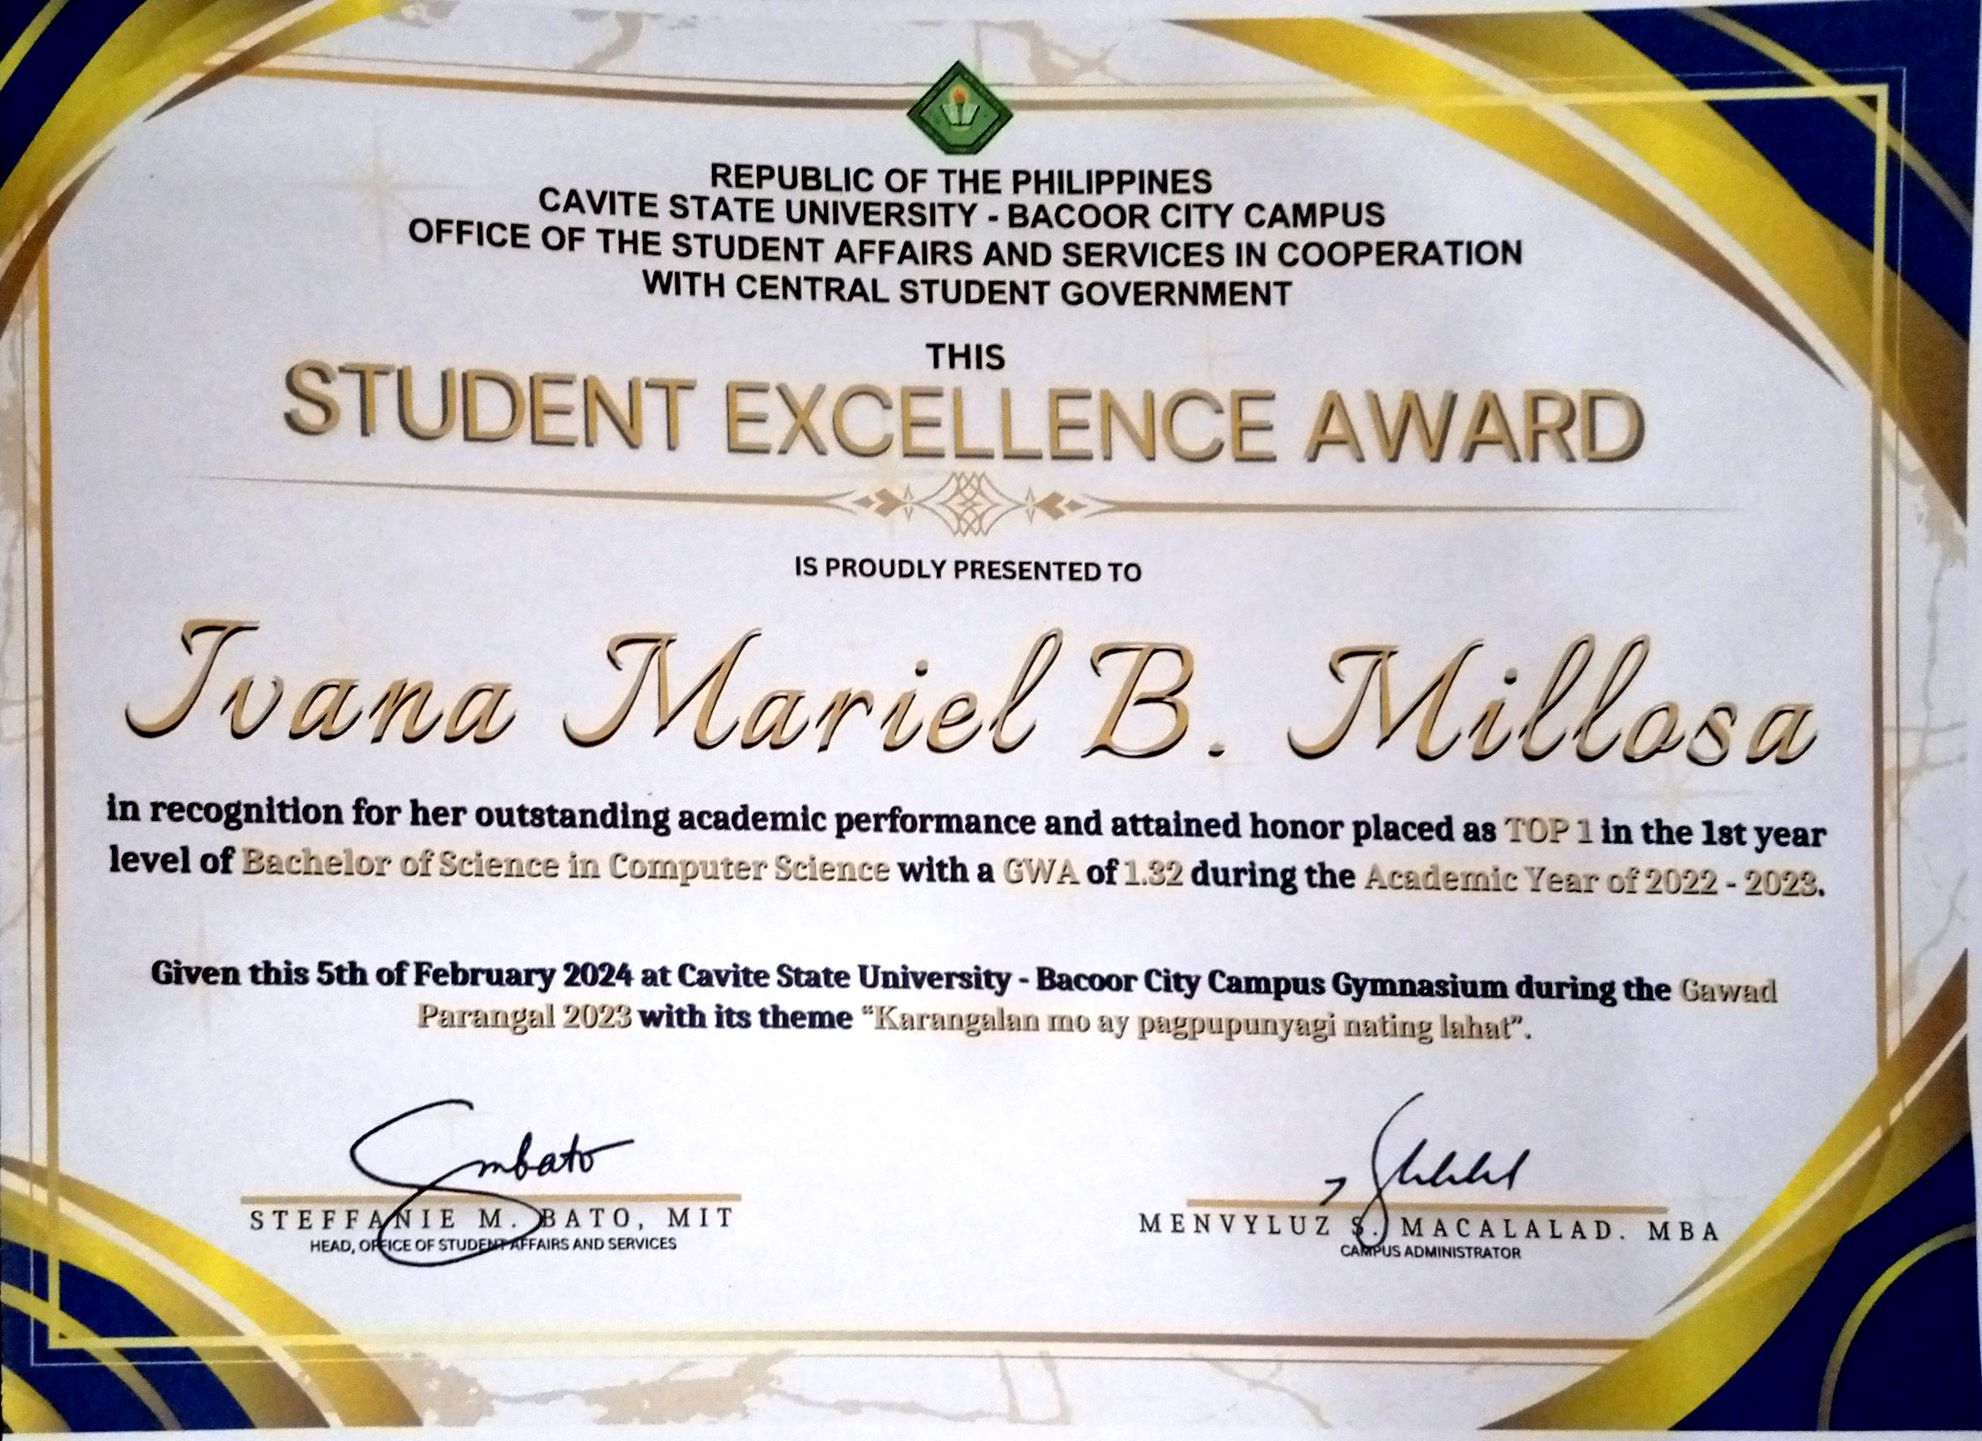 REPUBLIC OF THE PHILIPPINES
CAVITE STATE UNIVERSITY - BACOOR CITY CAMPUS
OFFICE OF THE STUDENT AFFAIRS AND SERVICES IN COOPERATION
WITH CENTRAL STUDENT GOVERNMENT
THIS
STUDENT EXCELLENCE AWARD
IS PROUDLY PRESENTED TO
Ivana Mariel B. Millosa
in recognition for her outstanding academic performance and attained honor placed as TOP 1 in the 1st year
level of Bachelor of Science in Computer Science with a GWA of 1.32 during the Academic Year of 2022 - 2023.
Given this 5th of February 2024 at Cavite State University - Bacoor City Campus Gymnasium during the Gawad
Parangal 2023 with its theme "Karangalan mo ay pagpupunyagi nating lahat".
STEFFANIE M. BATO, MIT
HEAD, OFFICE OF STUDENT AFFAIRS AND SERVICES
MENVYLUZ S. MACALALAD. MBA
CAMPUS ADMINISTRATOR